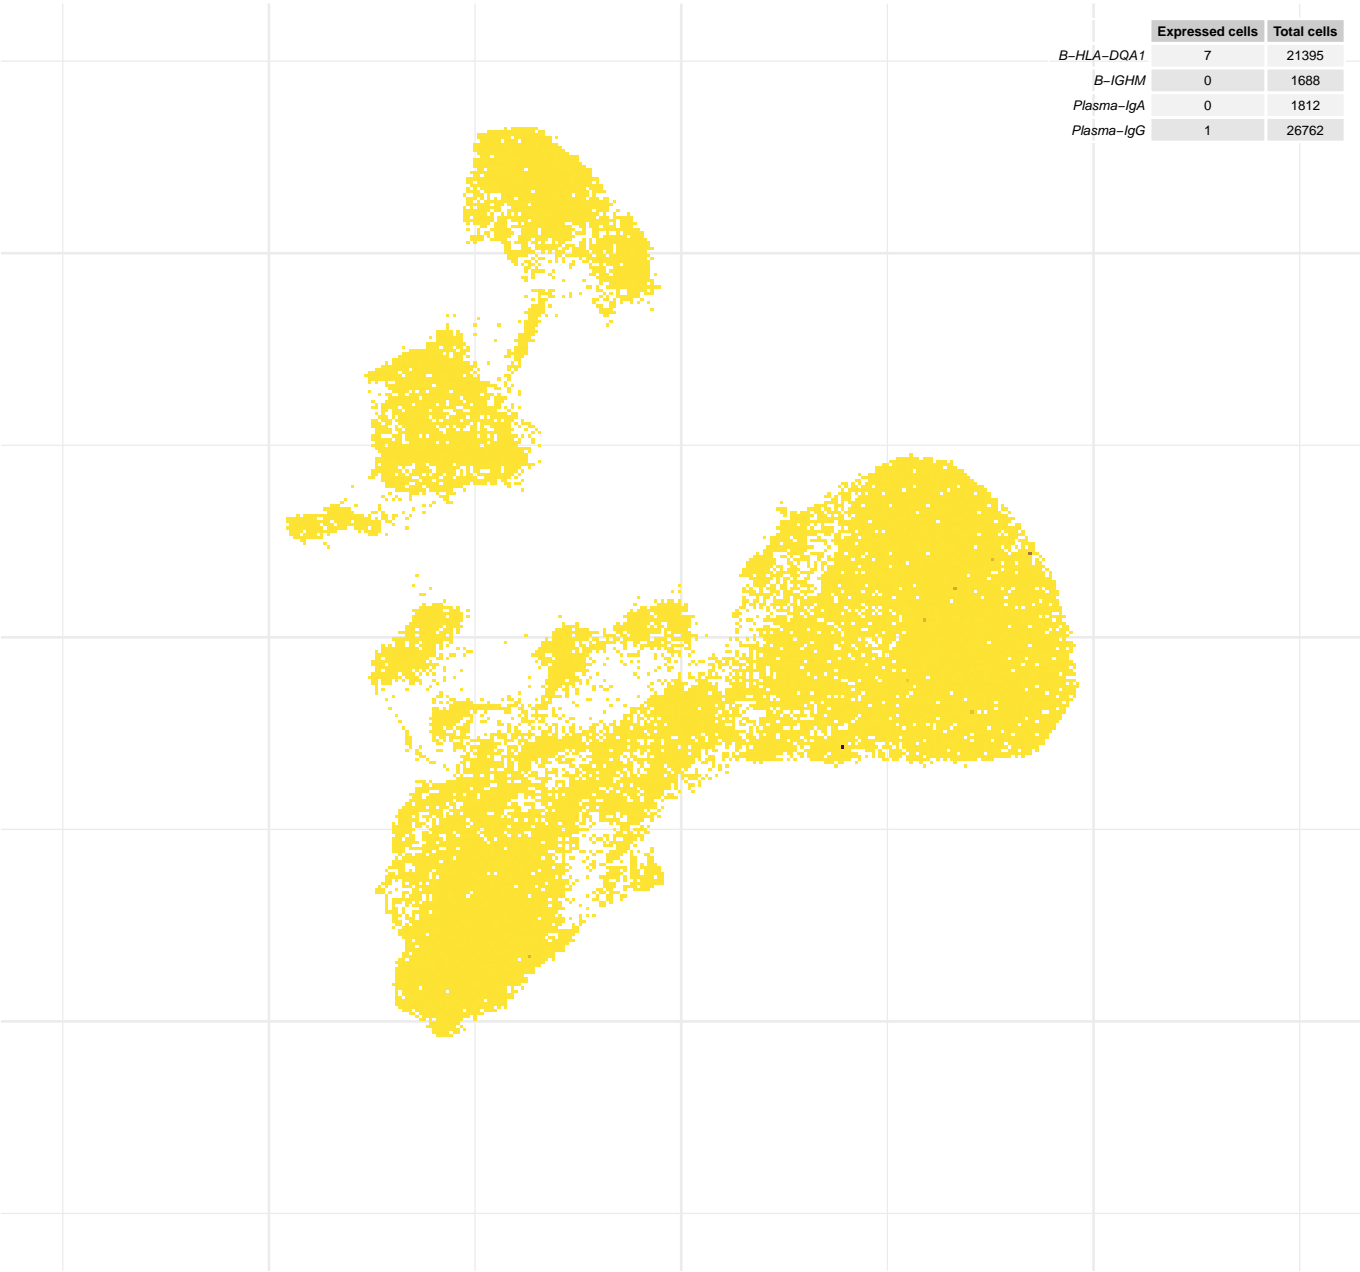 Expressed cells Total cells
B−HLA−DQA1 7 21395
B−IGHM 0 1688
Plasma−IgA 0 1812
Plasma−IgG 1 26762